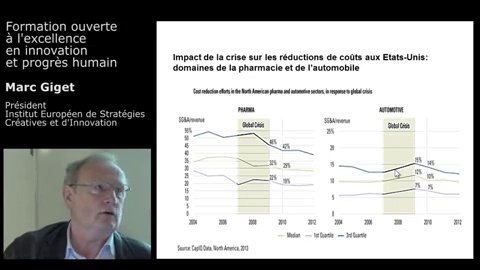 Formation ouverte
à l'excellence
en innovation
et progrès humain
Marc Giget
Président
Institut Européen de Stratégies
Créatives et d'Innovation
Impact de la crise sur les réductions de coûts aux Etats-Unis:
domaines de la pharmacie et de l'automobile
Cost reduction efforts in the North American pharma and automotive sectors, in response to global crisis
PHARMA
SG&A/revenue
Global Crisis
55%
50
45
40
35
30
25
20
15
10
5
0
46%
42%
32%
29%
22%
19%
2004
2006
2008
2010
2012
AUTOMOTIVE
SG&A/revenue
Global Crisis
30%
25
20
15
10
5
0
15%
14%
12%
10%
7%
7%
2004
2006
2008
2010
2012
Median
1st Quartile
3rd Quartile
Source: CapIQ Data, North America, 2013